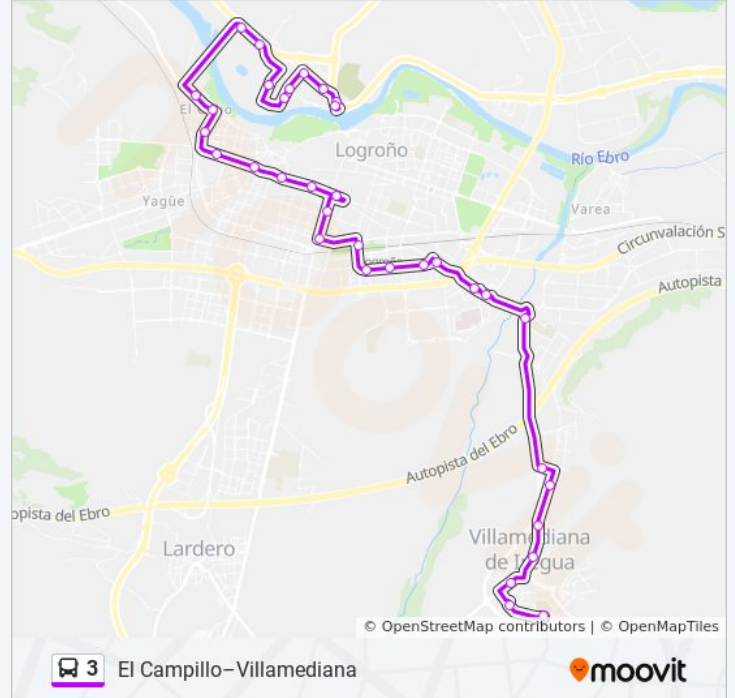 Logroño
Río Ebro
Yagüe
Varea
Circunvalación S
Autopista
Autopista del Ebro
opista del Ebro
Villamediana
de Iregua
Lardero
© OpenStreetMap contributors | © OpenMapTiles
3 El Campillo–Villamediana
moovit